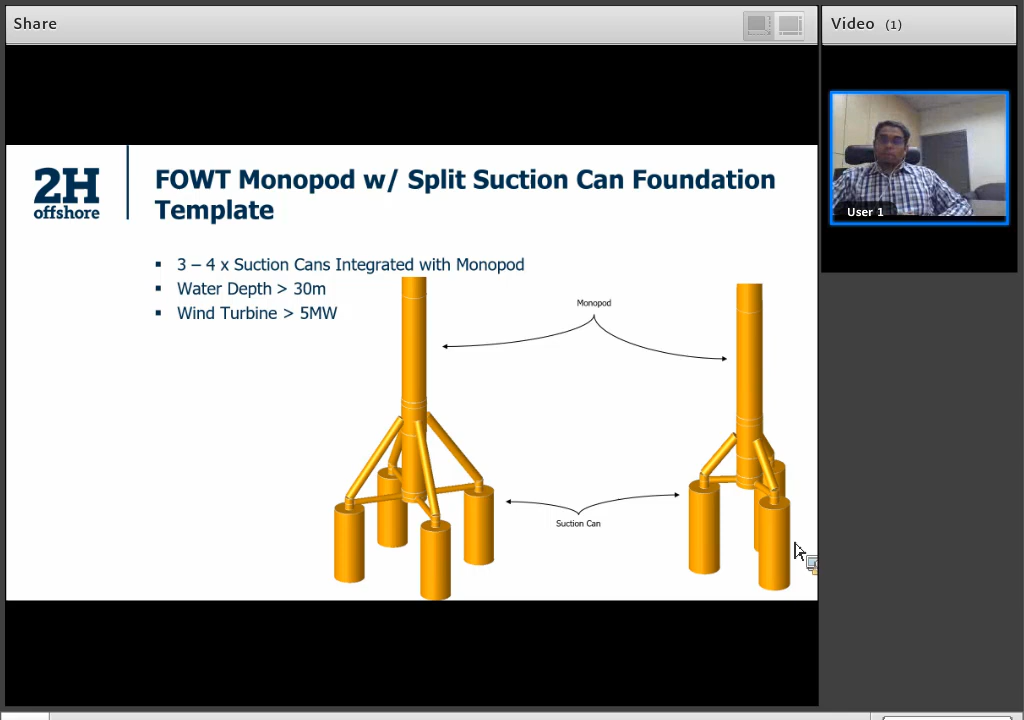 Share
Video (1)
User 1
2H
offshore
FOWT Monopod w/ Split Suction Can Foundation
Template
▪ 3 – 4 x Suction Cans Integrated with Monopod
▪ Water Depth > 30m
▪ Wind Turbine > 5MW
Monopod
Suction Can